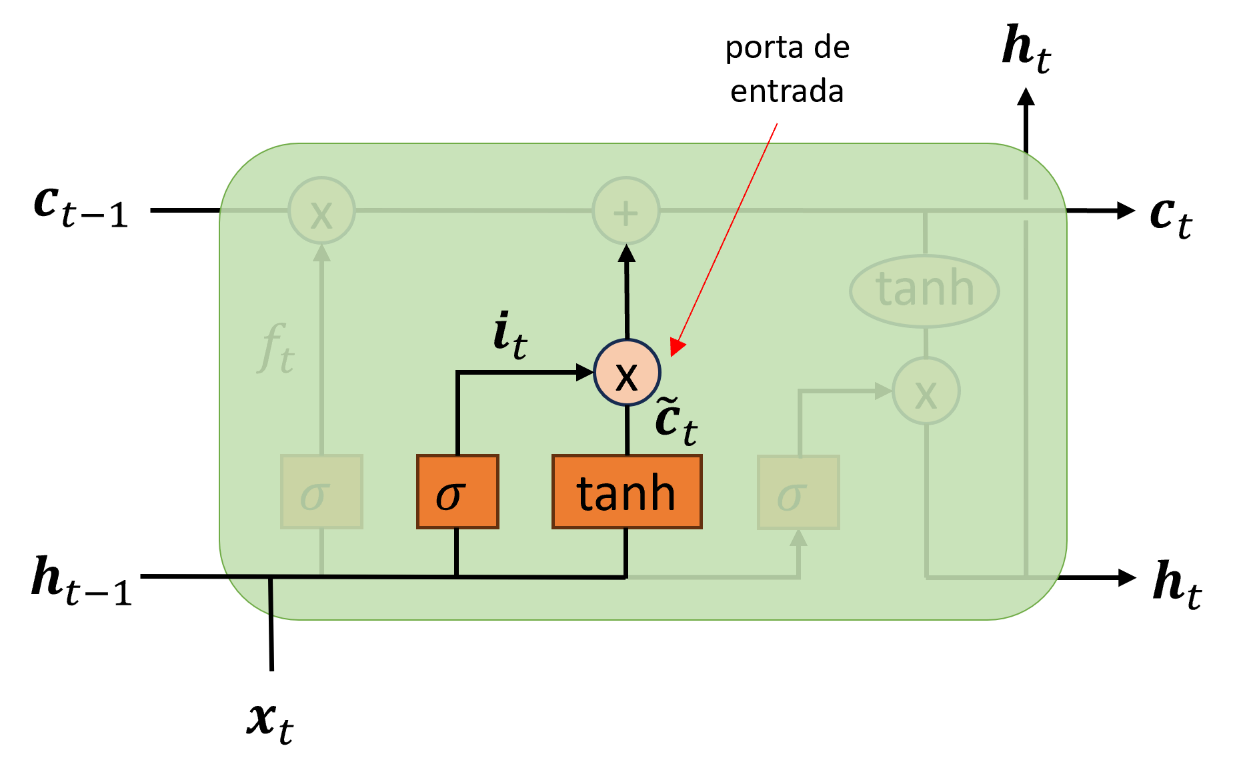 porta de
entrada
h_t
c_{t-1}
x
+
c_t
tanh
f_t
i_t
x
x
c̃_t
σ
σ
tanh
σ
h_{t-1}
h_t
x_t